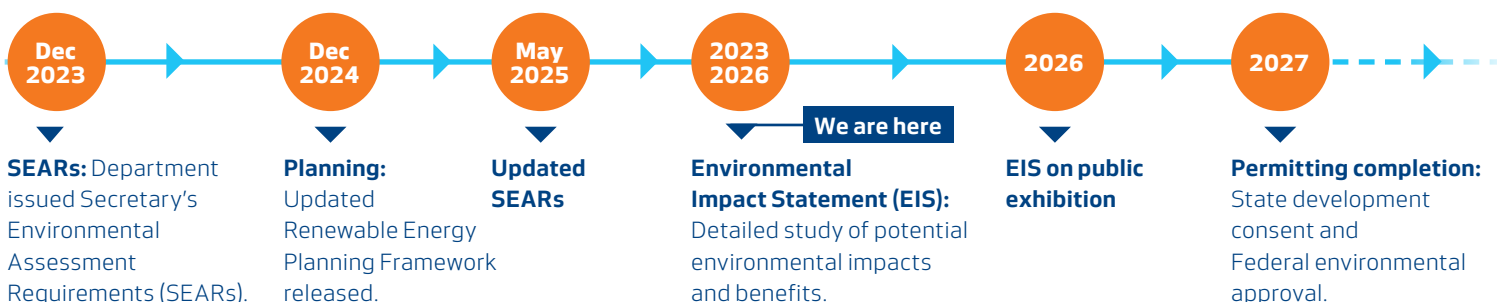 Dec
2023
Dec
2024
May
2025
2023
2026
2026
2027
We are here
SEARs: Department
issued Secretary's
Environmental
Assessment
Requirements (SEARs).
Planning:
Updated
Renewable Energy
Planning Framework
released.
Updated
SEARs
Environmental
Impact Statement (EIS):
Detailed study of potential
environmental impacts
and benefits.
EIS on public
exhibition
Permitting completion:
State development
consent and
Federal environmental
approval.